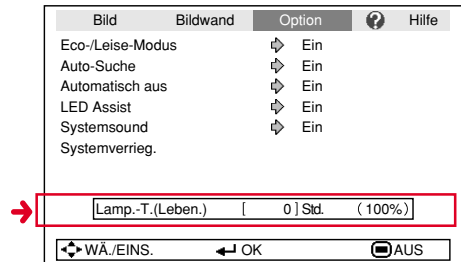 Bild Bildwand Option ? Hilfe
Eco-/Leise-Modus Ein
Auto-Suche Ein
Automatisch aus Ein
LED Assist Ein
Systemsound Ein
Systemverrieg.
Lamp.-T.(Leben.) [ 0 ] Std. ( 100% )
WÄ./EINS. OK AUS